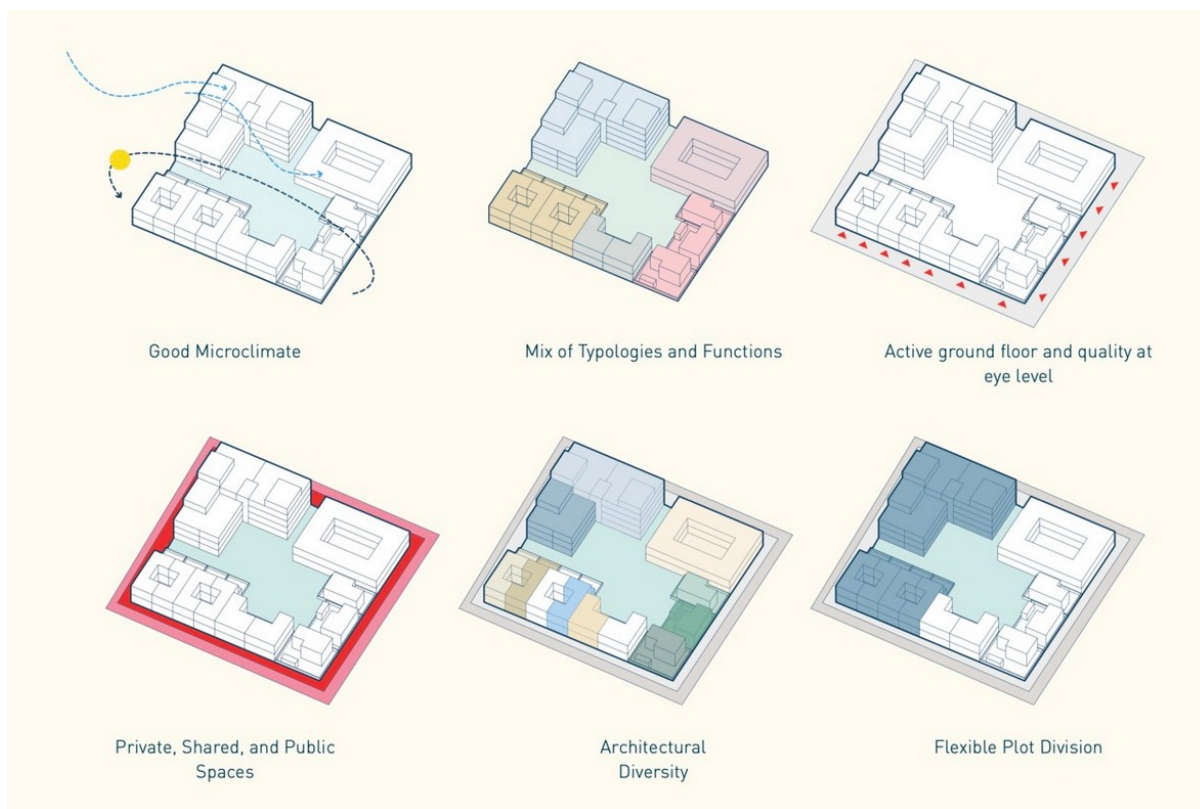 Good Microclimate
Mix of Typologies and Functions
Active ground floor and quality at
eye level
Private, Shared, and Public
Spaces
Architectural
Diversity
Flexible Plot Division